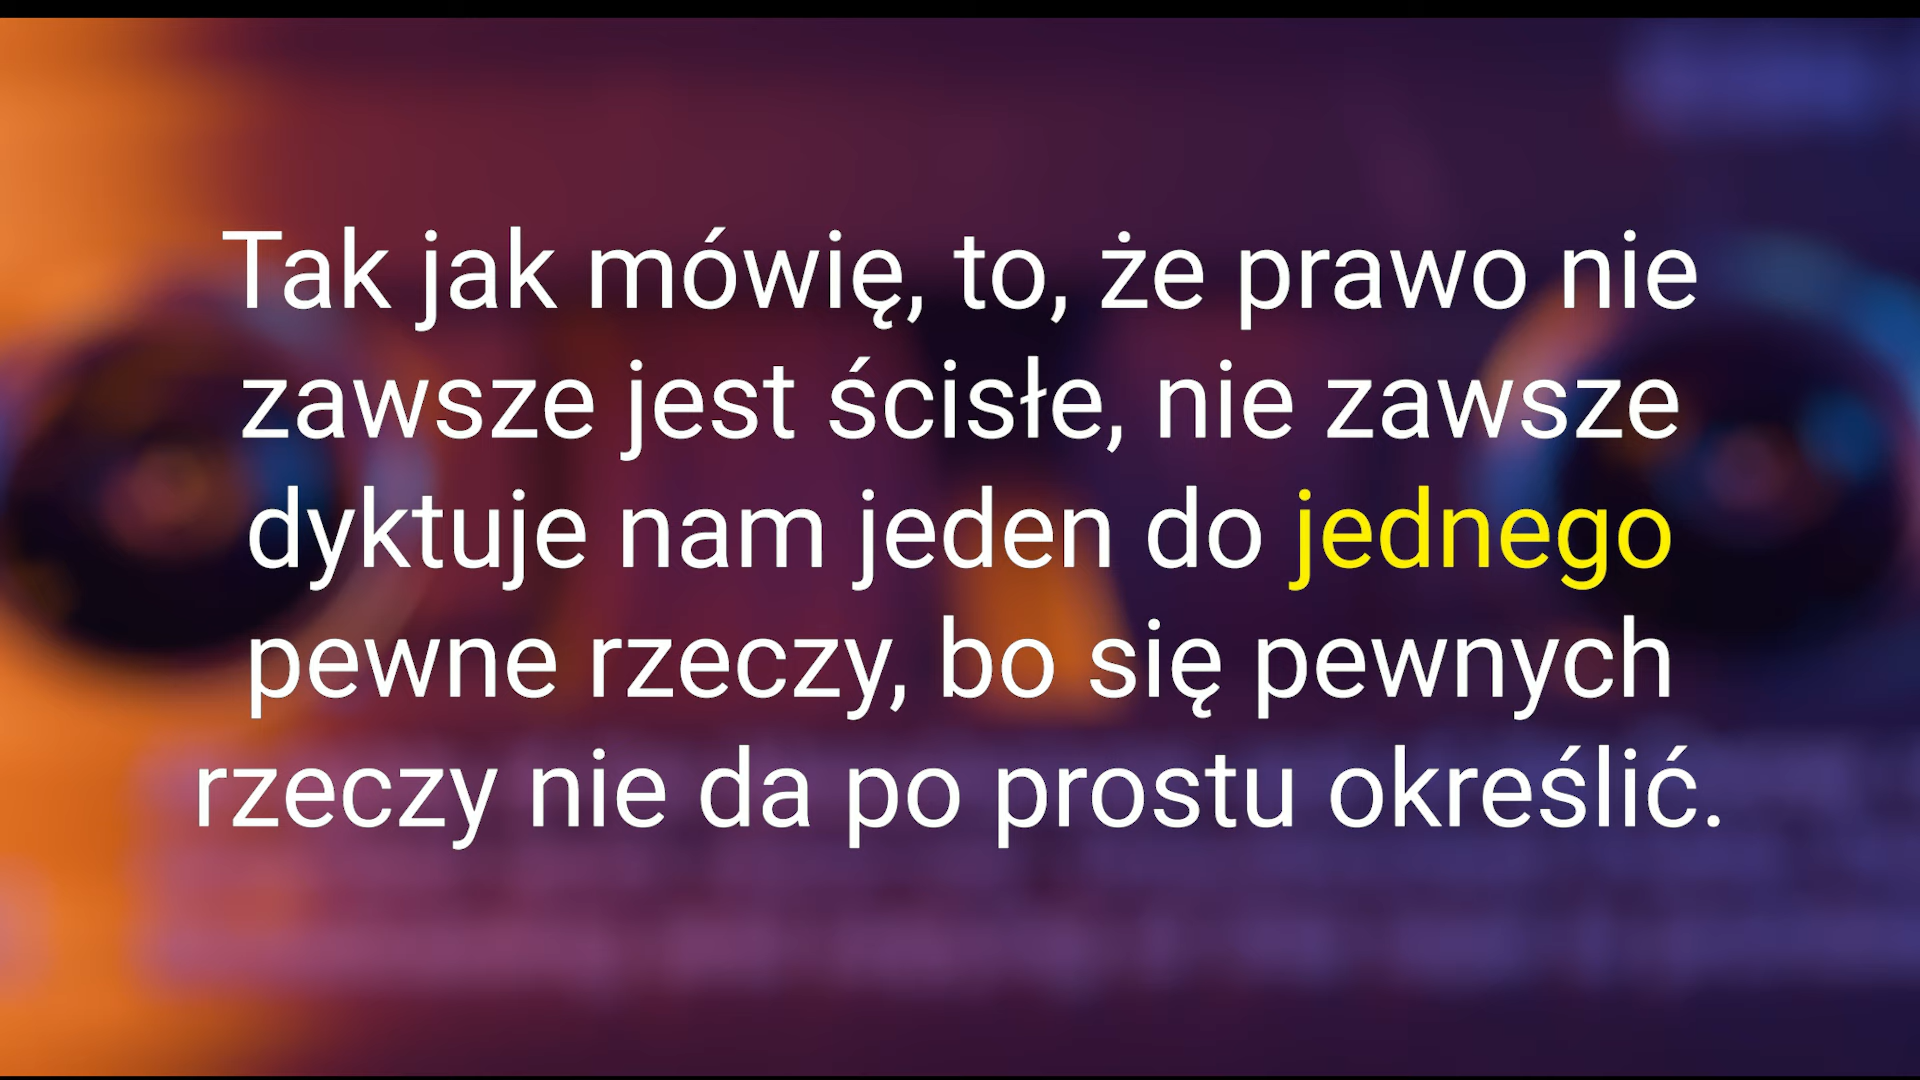 Tak jak mówię, to, że prawo nie
zawsze jest ścisłe, nie zawsze
dyktuje nam jeden do jednego
pewne rzeczy, bo się pewnych
rzeczy nie da po prostu określić.